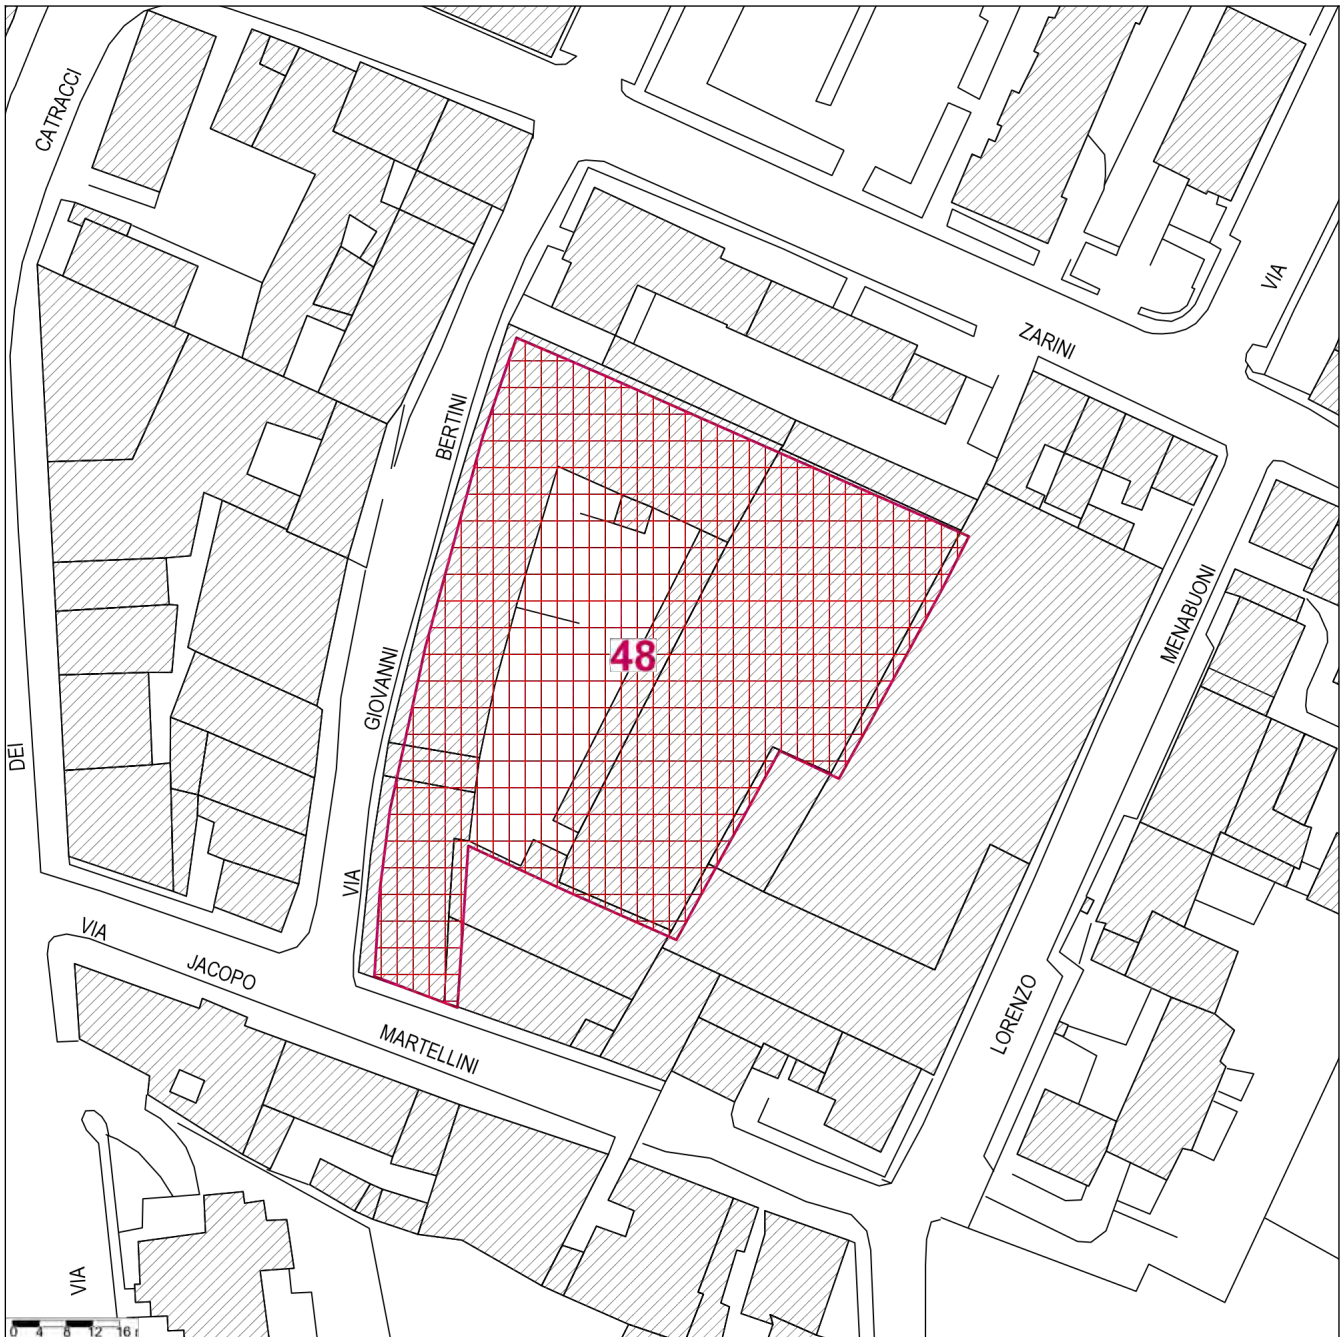 CATRACCI
VIA
ZARINI
BERTINI
MENABUONI
48
GIOVANNI
DEI
VIA
VIA
JACOPO
LORENZO
MARTELLINI
VIA
0 4 8 12 16